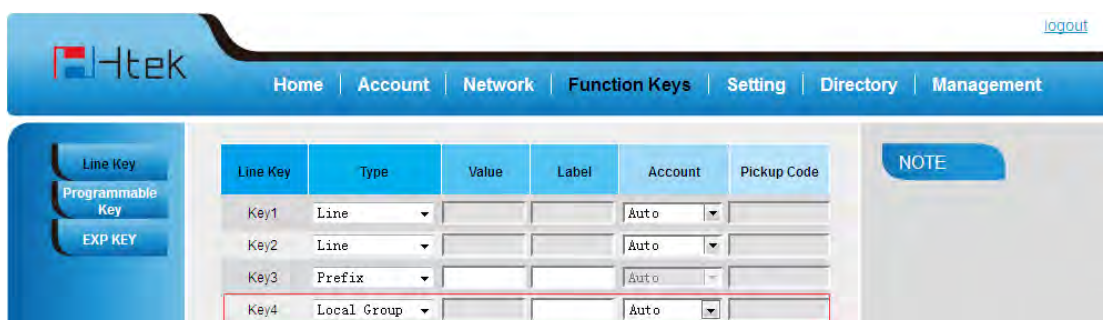 logout
Htek
Home | Account | Network | Function Keys | Setting | Directory | Management
Line Key
Programmable Key
EXP KEY
Line Key Type Value Label Account Pickup Code
Key1 Line Auto
Key2 Line Auto
Key3 Prefix Auto
Key4 Local Group Auto
NOTE